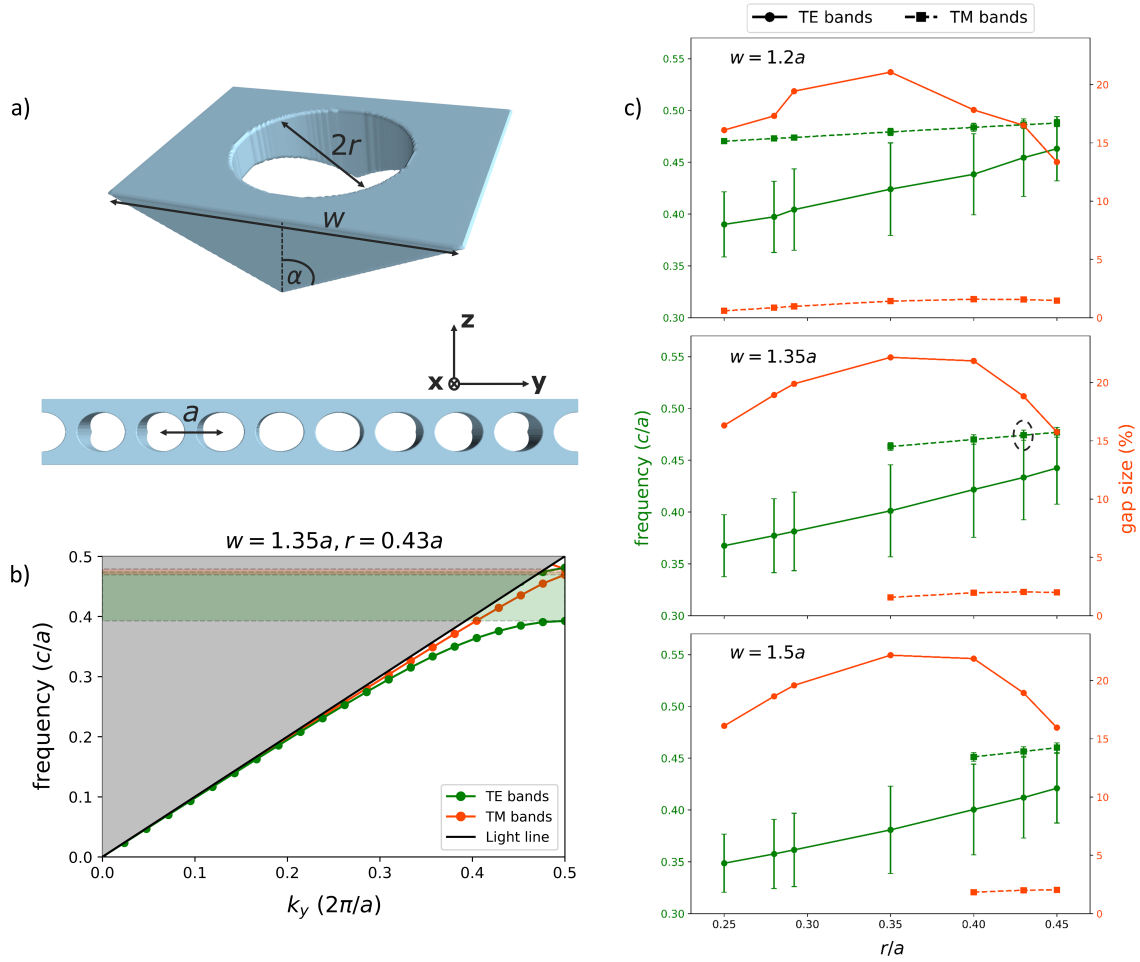 a)
2r
w
α
z
x
y
a
b)
w = 1.35a, r = 0.43a
frequency (c/a)
0.5
0.4
0.3
0.2
0.1
0.0
TE bands
TM bands
Light line
0.0 0.1 0.2 0.3 0.4 0.5
k_y (2π/a)
c)
TE bands TM bands
w = 1.2a
0.55
0.50
0.45
0.40
0.35
0.30
20
15
10
5
0
w = 1.35a
frequency (c/a)
0.55
0.50
0.45
0.40
0.35
0.30
20
15
10
5
0
gap size (%)
w = 1.5a
0.55
0.50
0.45
0.40
0.35
0.30
20
15
10
5
0
0.25 0.30 0.35 0.40 0.45
r/a